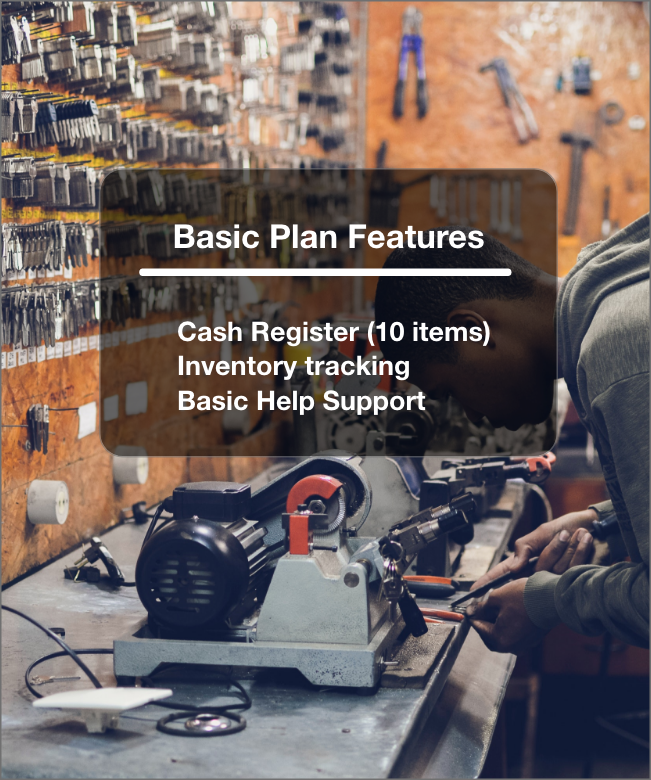 Basic Plan Features
Cash Register (10 items)
Inventory tracking
Basic Help Support